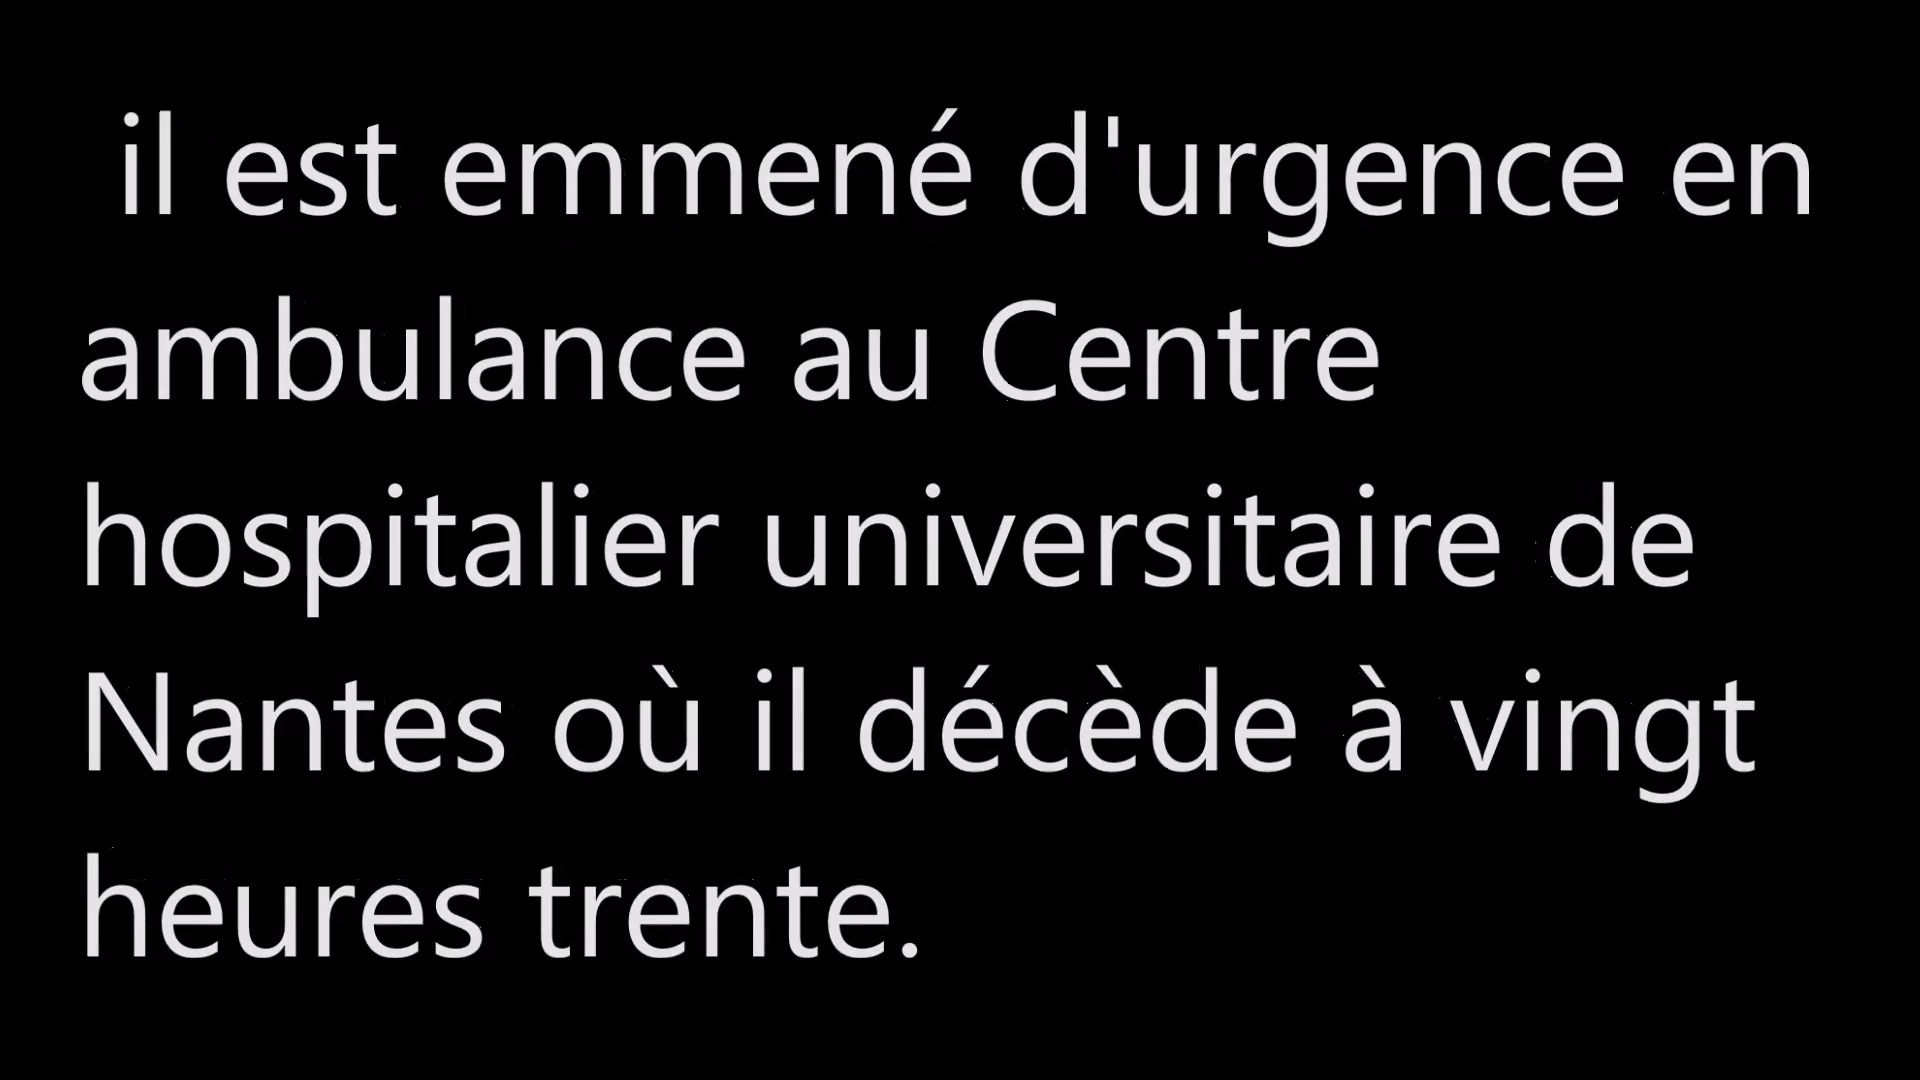 il est emmené d'urgence en
ambulance au Centre
hospitalier universitaire de
Nantes où il décède à vingt
heures trente.